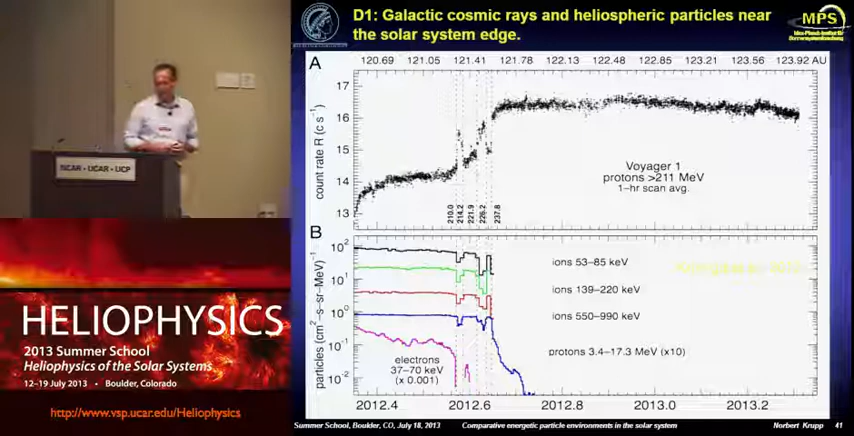 D1: Galactic cosmic rays and heliospheric particles near
the solar system edge.
MPS
A
120.69 121.05 121.41 121.78 122.13 122.48 122.85 123.21 123.56 123.92 AU
17
16
15
14
13
count rate R (c s⁻¹)
Voyager 1
protons >211 MeV
1-hr scan avg.
210.0
214.2
221.9
226.2
237.8
B
10²
10¹
10⁰
10⁻¹
10⁻²
particles (cm²-s-sr-MeV)⁻¹
ions 53–85 keV
ions 139–220 keV
ions 550–990 keV
protons 3.4–17.3 MeV (x10)
electrons
37–70 keV
(x 0.001)
2012.4 2012.6 2012.8 2013.0 2013.2
Summer School, Boulder, CO, July 18, 2013 Comparative energetic particle environments in the solar system Norbert Krupp 41
NCAR - UCAR - UCP
HELIOPHYSICS
2013 Summer School
Heliophysics of the Solar Systems
12–19 July 2013 • Boulder, Colorado
http://www.vsp.ucar.edu/Heliophysics